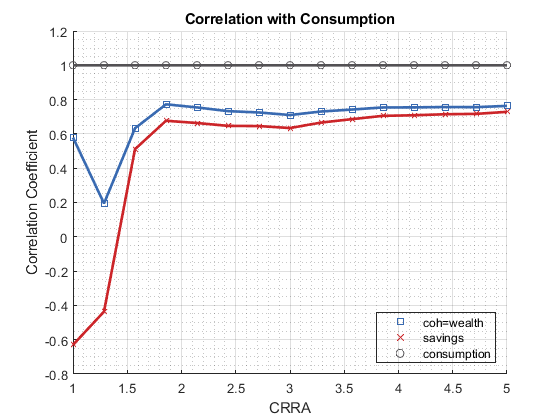 Correlation with Consumption
1.2
1
0.8
0.6
0.4
0.2
0
-0.2
-0.4
-0.6
-0.8
Correlation Coefficient
1 1.5 2 2.5 3 3.5 4 4.5 5
CRRA
coh=wealth
savings
consumption